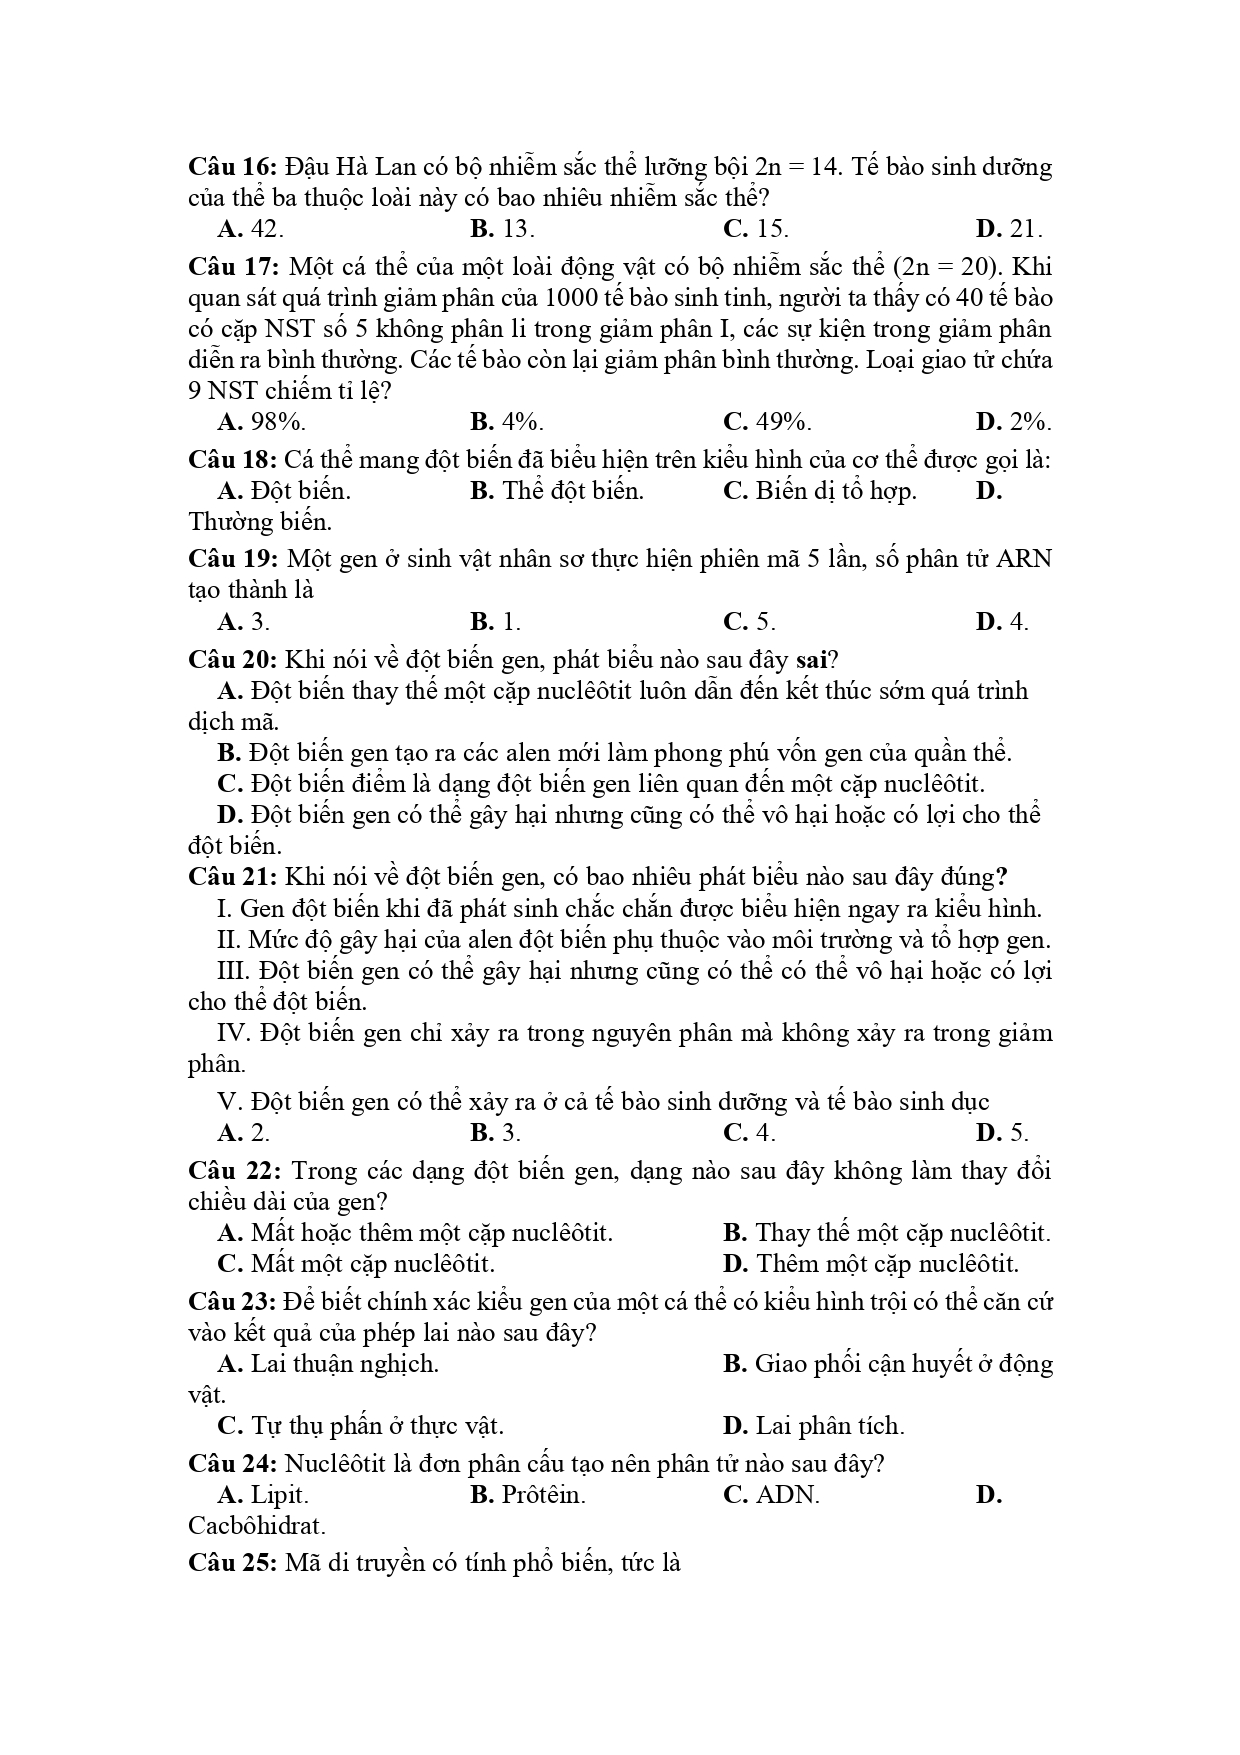 Câu 16: Đậu Hà Lan có bộ nhiễm sắc thể lưỡng bội 2n = 14. Tế bào sinh dưỡng
của thể ba thuộc loài này có bao nhiêu nhiễm sắc thể?
A. 42. B. 13. C. 15. D. 21.
Câu 17: Một cá thể của một loài động vật có bộ nhiễm sắc thể (2n = 20). Khi
quan sát quá trình giảm phân của 1000 tế bào sinh tinh, người ta thấy có 40 tế bào
có cặp NST số 5 không phân li trong giảm phân I, các sự kiện trong giảm phân
diễn ra bình thường. Các tế bào còn lại giảm phân bình thường. Loại giao tử chứa
9 NST chiếm tỉ lệ?
A. 98%. B. 4%. C. 49%. D. 2%.
Câu 18: Cá thể mang đột biến đã biểu hiện trên kiểu hình của cơ thể được gọi là:
A. Đột biến. B. Thể đột biến. C. Biến dị tổ hợp. D.
Thường biến.
Câu 19: Một gen ở sinh vật nhân sơ thực hiện phiên mã 5 lần, số phân tử ARN
tạo thành là
A. 3. B. 1. C. 5. D. 4.
Câu 20: Khi nói về đột biến gen, phát biểu nào sau đây sai?
A. Đột biến thay thế một cặp nuclêôtit luôn dẫn đến kết thúc sớm quá trình
dịch mã.
B. Đột biến gen tạo ra các alen mới làm phong phú vốn gen của quần thể.
C. Đột biến điểm là dạng đột biến gen liên quan đến một cặp nuclêôtit.
D. Đột biến gen có thể gây hại nhưng cũng có thể vô hại hoặc có lợi cho thể
đột biến.
Câu 21: Khi nói về đột biến gen, có bao nhiêu phát biểu nào sau đây đúng?
I. Gen đột biến khi đã phát sinh chắc chắn được biểu hiện ngay ra kiểu hình.
II. Mức độ gây hại của alen đột biến phụ thuộc vào môi trường và tổ hợp gen.
III. Đột biến gen có thể gây hại nhưng cũng có thể có thể vô hại hoặc có lợi
cho thể đột biến.
IV. Đột biến gen chỉ xảy ra trong nguyên phân mà không xảy ra trong giảm
phân.
V. Đột biến gen có thể xảy ra ở cả tế bào sinh dưỡng và tế bào sinh dục
A. 2. B. 3. C. 4. D. 5.
Câu 22: Trong các dạng đột biến gen, dạng nào sau đây không làm thay đổi
chiều dài của gen?
A. Mất hoặc thêm một cặp nuclêôtit. B. Thay thế một cặp nuclêôtit.
C. Mất một cặp nuclêôtit. D. Thêm một cặp nuclêôtit.
Câu 23: Để biết chính xác kiểu gen của một cá thể có kiểu hình trội có thể căn cứ
vào kết quả của phép lai nào sau đây?
A. Lai thuận nghịch. B. Giao phối cận huyết ở động
vật.
C. Tự thụ phấn ở thực vật. D. Lai phân tích.
Câu 24: Nuclêôtit là đơn phân cấu tạo nên phân tử nào sau đây?
A. Lipit. B. Prôtêin. C. ADN. D.
Cacbôhidrat.
Câu 25: Mã di truyền có tính phổ biến, tức là